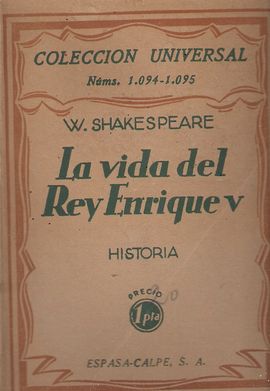 COLECCION UNIVERSAL
Núms. 1.094-1.095
W. SHAKESPEARE
La vida del
Rey Enrique V
HISTORIA
PRECIO
20
1 pta
ESPASA-CALPE, S. A.